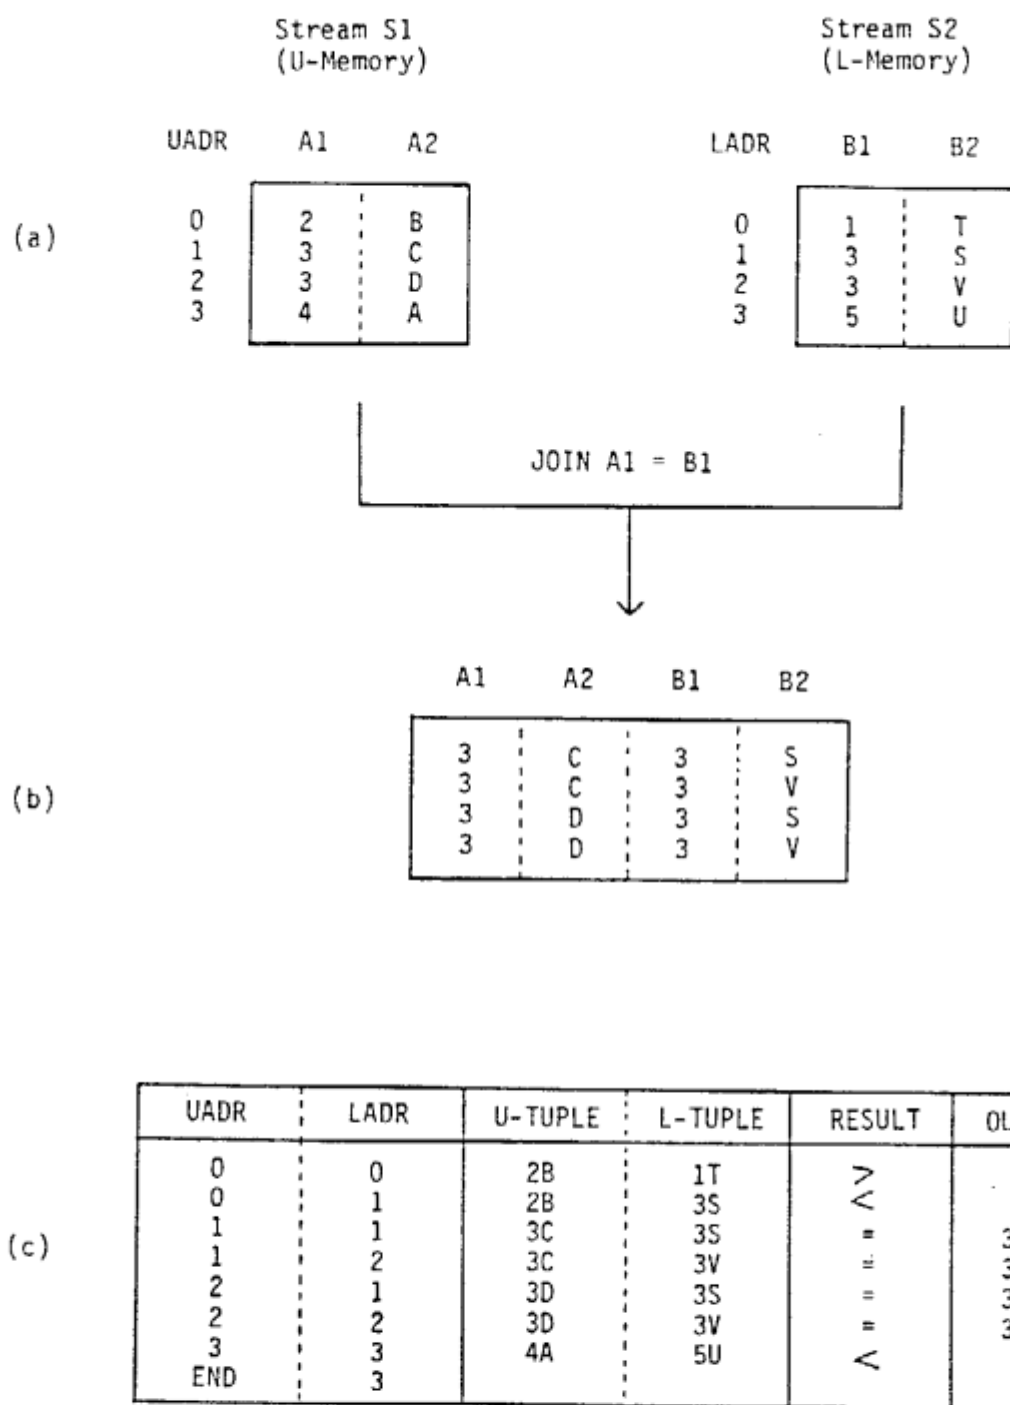 Stream S1 Stream S2
(U-Memory) (L-Memory)
UADR A1 A2 LADR B1 B2
(a)
0 2 B 0 1 T
1 3 C 1 3 S
2 3 D 2 3 V
3 4 A 3 5 U
JOIN A1 = B1
A1 A2 B1 B2
(b)
3 C 3 S
3 C 3 V
3 D 3 S
3 D 3 V
UADR LADR U-TUPLE L-TUPLE RESULT
(c)
0 0 2B 1T >
0 1 2B 3S <
1 1 3C 3S = 3
1 2 3C 3V = 3
2 1 3D 3S = 3
2 2 3D 3V = 3
3 3 4A 5U <
END 3